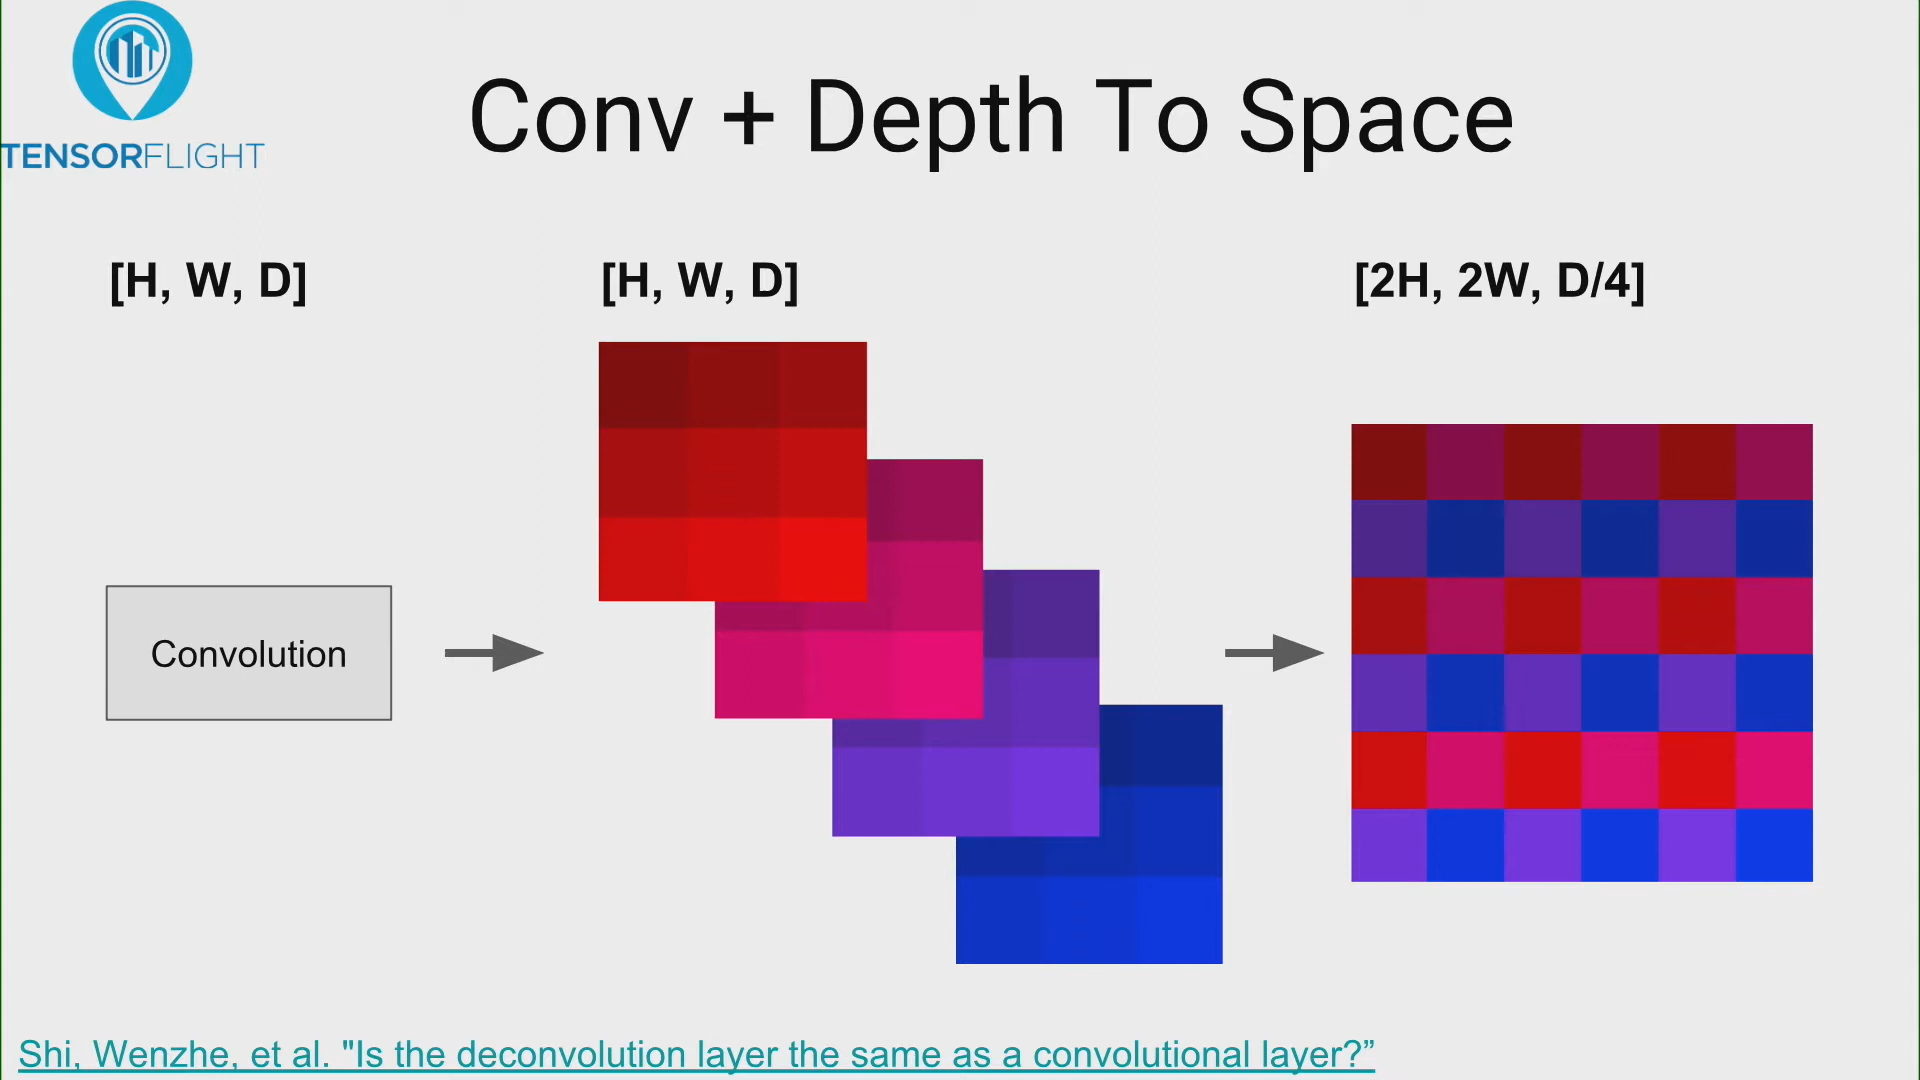 TENSORFLIGHT
Conv + Depth To Space
[H, W, D]
[H, W, D]
[2H, 2W, D/4]
Convolution
Shi, Wenzhe, et al. "Is the deconvolution layer the same as a convolutional layer?”